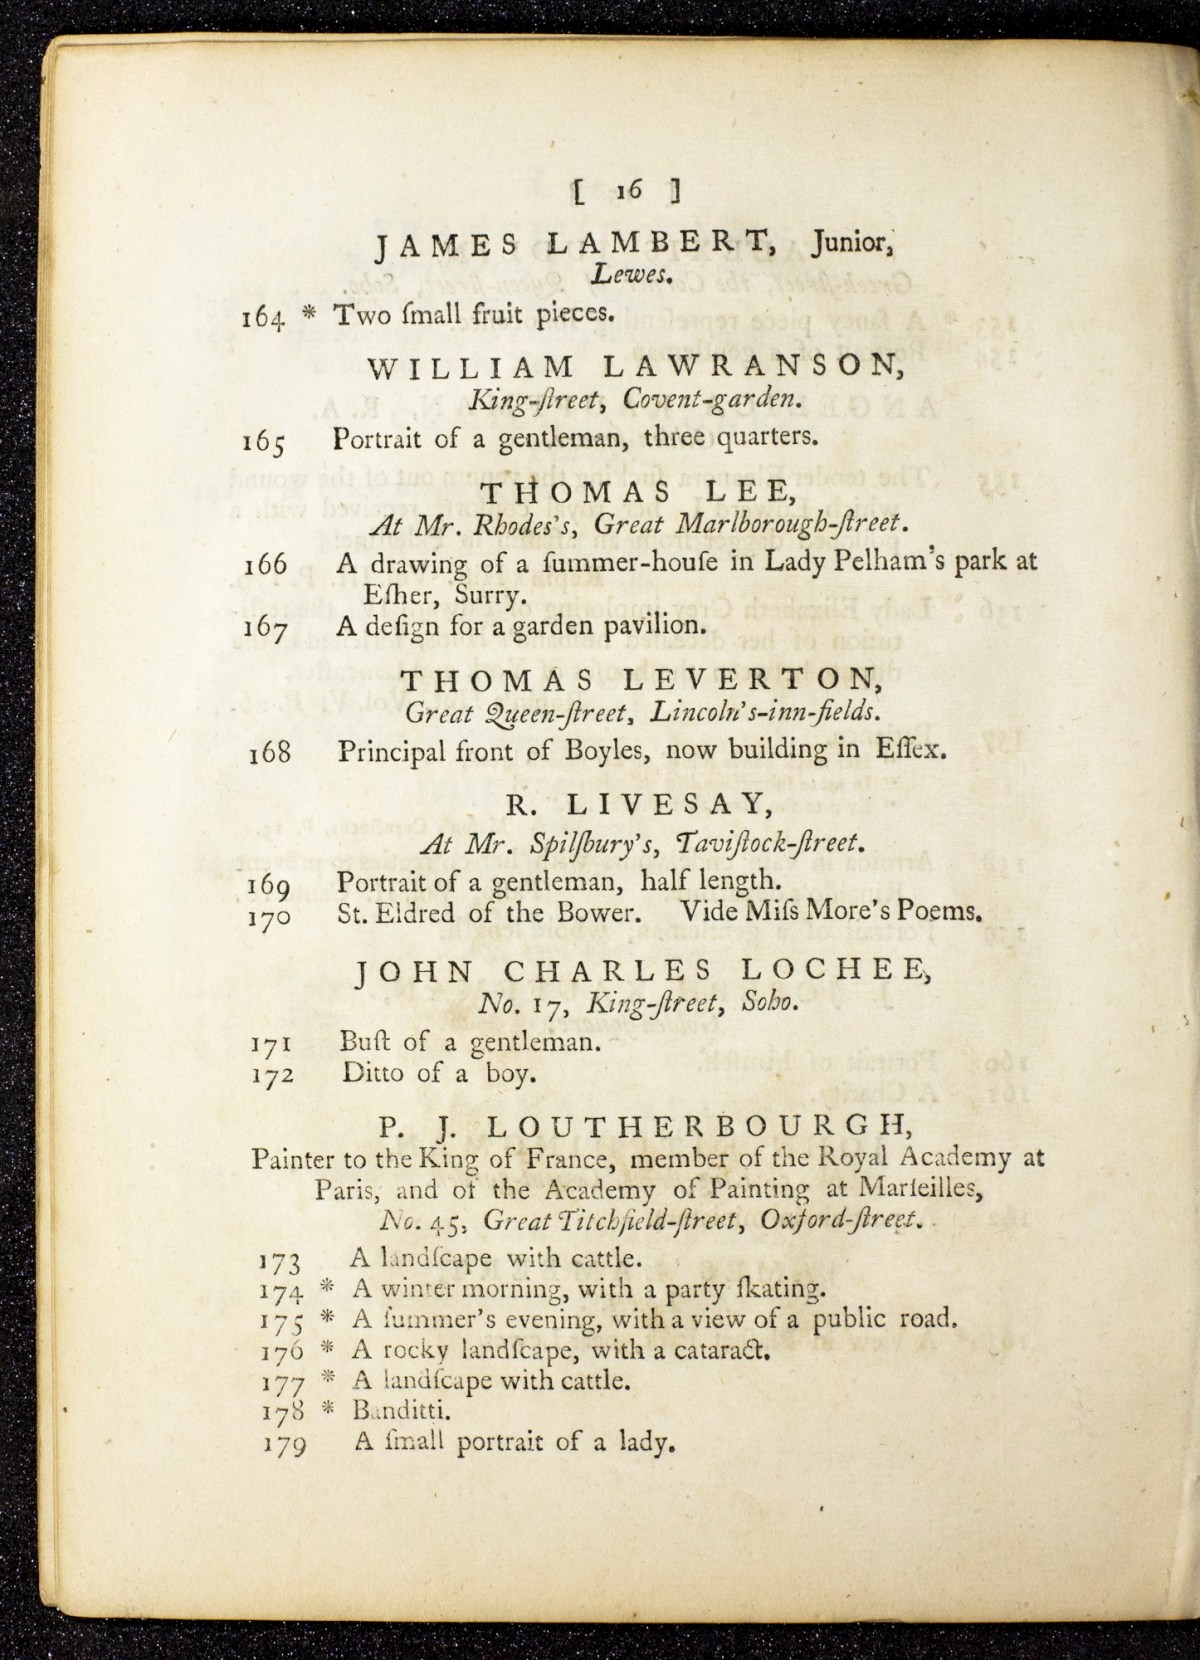 [ 16 ]
JAMES LAMBERT, Junior,
Lewes.
164 * Two ſmall fruit pieces.
WILLIAM LAWRANSON,
King-ſtreet, Covent-garden.
165 Portrait of a gentleman, three quarters.
THOMAS LEE,
At Mr. Rhodes's, Great Marlborough-ſtreet.
166 A drawing of a ſummer-houſe in Lady Pelham's park at
Eſher, Surry.
167 A deſign for a garden pavilion.
THOMAS LEVERTON,
Great Queen-ſtreet, Lincoln's-inn-fields.
168 Principal front of Boyles, now building in Eſſex.
R. LIVESAY,
At Mr. Spilſbury's, Taviſtock-ſtreet.
169 Portrait of a gentleman, half length.
170 St. Eldred of the Bower. Vide Miſs More's Poems.
JOHN CHARLES LOCHEE,
No. 17, King-ſtreet, Soho.
171 Buſt of a gentleman.
172 Ditto of a boy.
P. J. LOUTHERBOURGH,
Painter to the King of France, member of the Royal Academy at
Paris, and of the Academy of Painting at Marſeilles,
No. 45, Great Titchfield-ſtreet, Oxford-ſtreet.
173 A landſcape with cattle.
174 * A winter morning, with a party ſkating.
175 * A ſummer's evening, with a view of a public road.
176 * A rocky landſcape, with a cataract.
177 * A landſcape with cattle.
178 * Banditti.
179 A ſmall portrait of a lady.